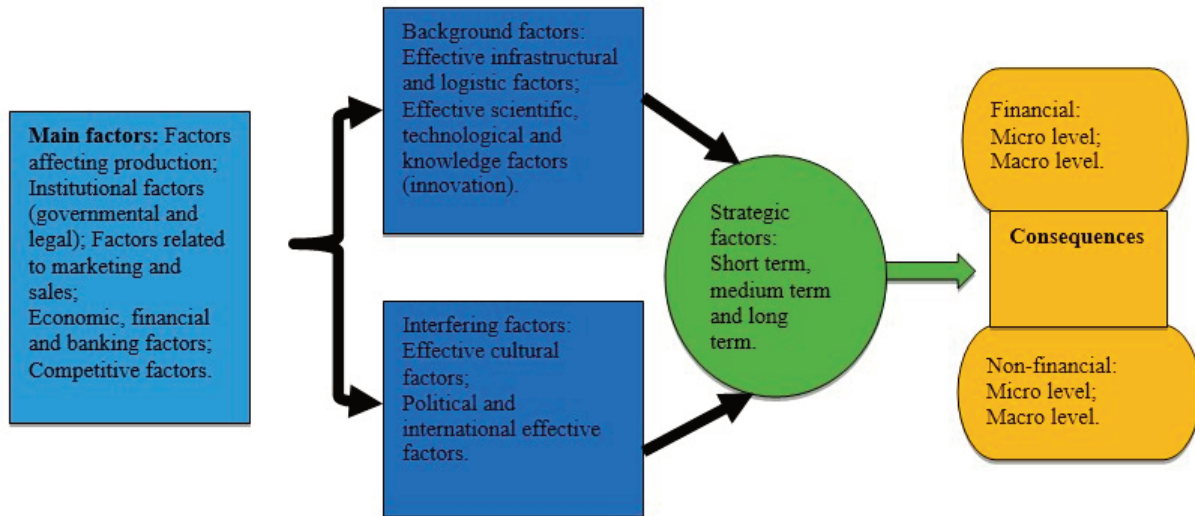 Main factors: Factors
affecting production;
Institutional factors
(governmental and
legal); Factors related
to marketing and
sales;
Economic, financial
and banking factors;
Competitive factors.
Background factors:
Effective infrastructural
and logistic factors;
Effective scientific,
technological and
knowledge factors
(innovation).
Interfering factors:
Effective cultural
factors;
Political and
international effective
factors.
Strategic
factors:
Short term,
medium term
and long
term.
Financial:
Micro level;
Macro level.
Consequences
Non-financial:
Micro level;
Macro level.